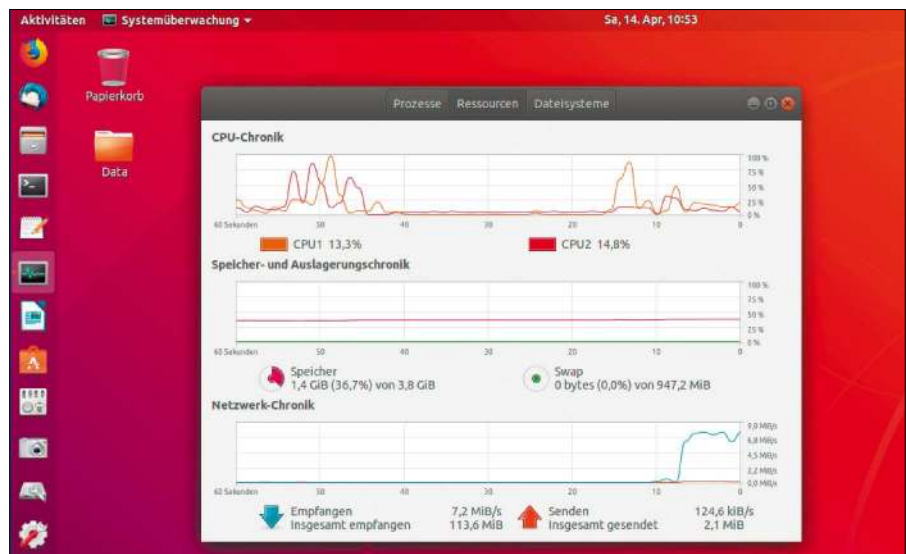 Aktivitäten Systemüberwachung Sa, 14. Apr, 10:53
Papierkorb
Data
Prozesse Ressourcen Dateisysteme
CPU-Chronik
100 %
75 %
50 %
25 %
0 %
60 Sekunden 50 40 30 20 10 0
CPU1 13,3% CPU2 14,8%
Speicher- und Auslagerungschronik
100 %
75 %
50 %
25 %
0 %
60 Sekunden 50 40 30 20 10 0
Speicher Swap
1,4 GiB (36,7%) von 3,8 GiB 0 bytes (0,0%) von 947,2 MiB
Netzwerk-Chronik
9,0 MiB/s
6,8 MiB/s
4,5 MiB/s
2,2 MiB/s
0,0 MiB/s
60 Sekunden 50 40 30 20 10 0
Empfangen 7,2 MiB/s Senden 124,6 kiB/s
Insgesamt empfangen 113,6 MiB Insgesamt gesendet 2,1 MiB